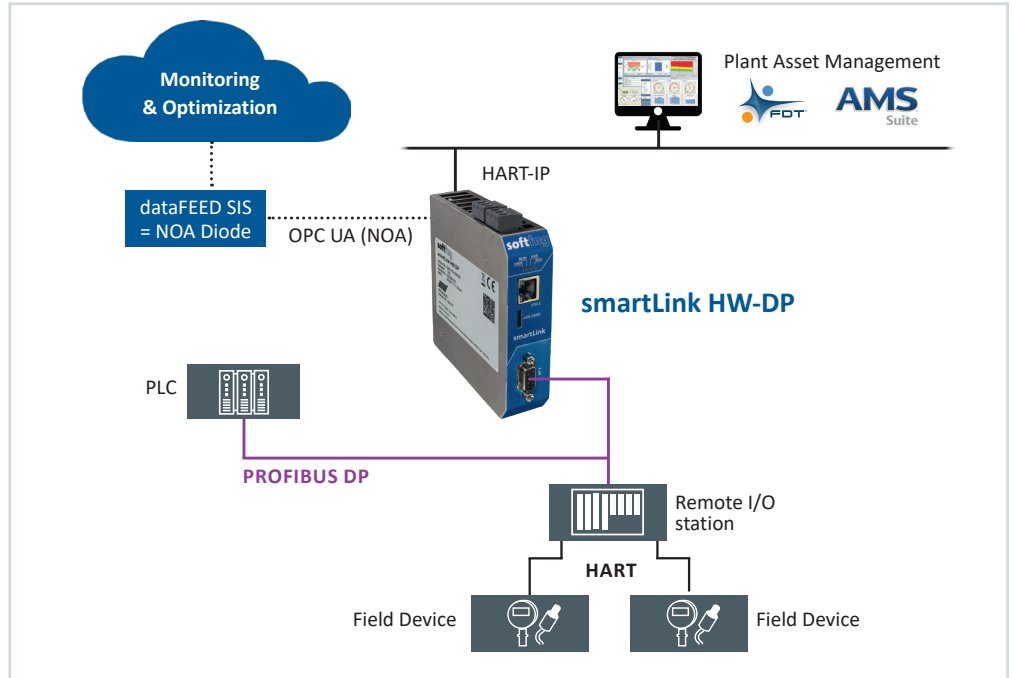 Monitoring
& Optimization
Plant Asset Management
FDT
AMS
Suite
HART-IP
dataFEED SIS
= NOA Diode
OPC UA (NOA)
softing
smartLink
smartLink HW-DP
PLC
PROFIBUS DP
Remote I/O
station
HART
Field Device
Field Device